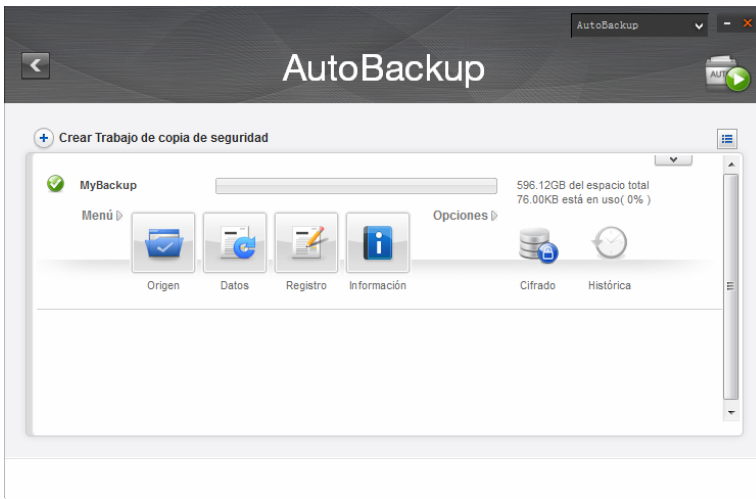 AutoBackup
AutoBackup
AUTO
Crear Trabajo de copia de seguridad
MyBackup
596.12GB del espacio total
76.00KB está en uso( 0% )
Menú
Opciones
Origen
Datos
Registro
Información
Cifrado
Histórica